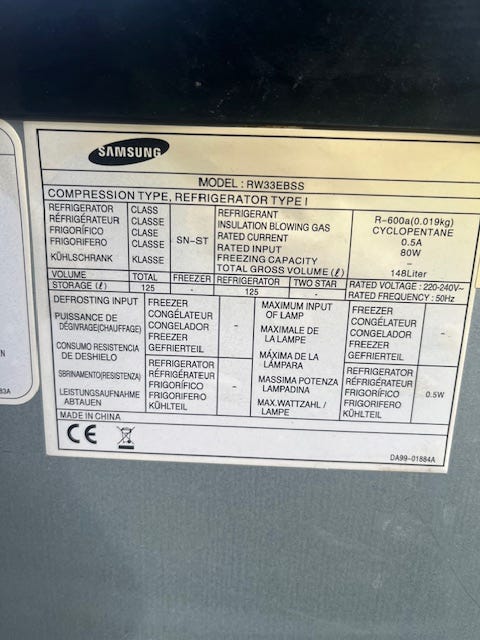 SAMSUNG
MODEL : RW33EBSS
COMPRESSION TYPE, REFRIGERATOR TYPE I
REFRIGERATOR CLASS
RÉFRIGÉRATEUR CLASSE
FRIGORÍFICO CLASE
FRIGORIFERO CLASSE
KÜHLSCHRANK KLASSE
SN-ST
REFRIGERANT R-600a(0.019kg)
INSULATION BLOWING GAS CYCLOPENTANE
RATED CURRENT 0.5A
RATED INPUT 80W
FREEZING CAPACITY -
TOTAL GROSS VOLUME (ℓ) 148Liter
VOLUME TOTAL FREEZER REFRIGERATOR TWO STAR RATED VOLTAGE : 220-240V~
STORAGE (ℓ) 125 - 125 - RATED FREQUENCY : 50Hz
DEFROSTING INPUT
PUISSANCE DE
DÉGIVRAGE(CHAUFFAGE)
CONSUMO RESISTENCIA
DE DESHIELO
SBRINAMENTO(RESISTENZA)
LEISTUNGSAUFNAHME
ABTAUEN
FREEZER
CONGÉLATEUR
CONGELADOR
FREEZER
GEFRIERTEIL
-
REFRIGERATOR
RÉFRIGÉRATEUR
FRIGORÍFICO
FRIGORIFERO
KÜHLTEIL
-
MAXIMUM INPUT
OF LAMP
MAXIMALE DE
LA LAMPE
MÁXIMA DE LA
LÁMPARA
MASSIMA POTENZA
LAMPADINA
MAX.WATTZAHL /
LAMPE
FREEZER
CONGÉLATEUR
CONGELADOR
FREEZER
GEFRIERTEIL
-
REFRIGERATOR
RÉFRIGÉRATEUR
FRIGORÍFICO
FRIGORIFERO
KÜHLTEIL
0.5W
MADE IN CHINA
CE
DA99-01884A